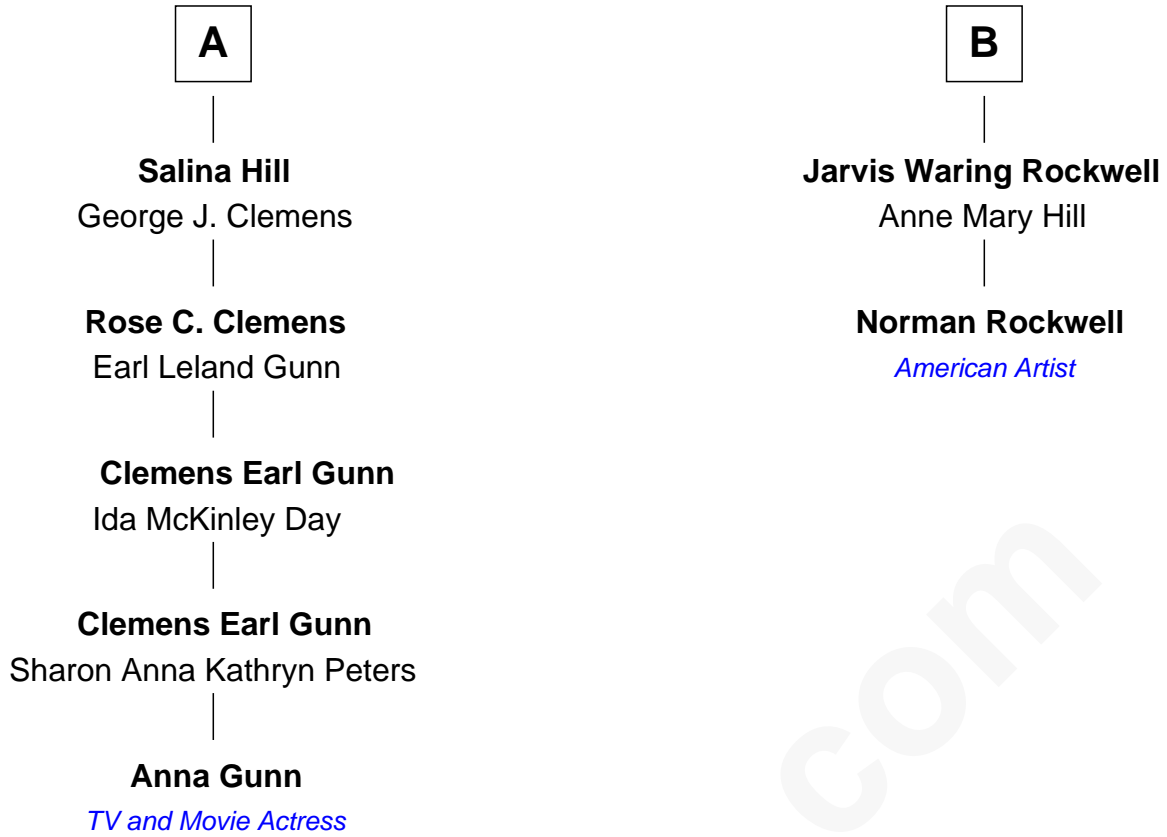 A
Salina Hill
George J. Clemens
Rose C. Clemens
Earl Leland Gunn
Clemens Earl Gunn
Ida McKinley Day
Clemens Earl Gunn
Sharon Anna Kathryn Peters
Anna Gunn
TV and Movie Actress
B
Jarvis Waring Rockwell
Anne Mary Hill
Norman Rockwell
American Artist
com